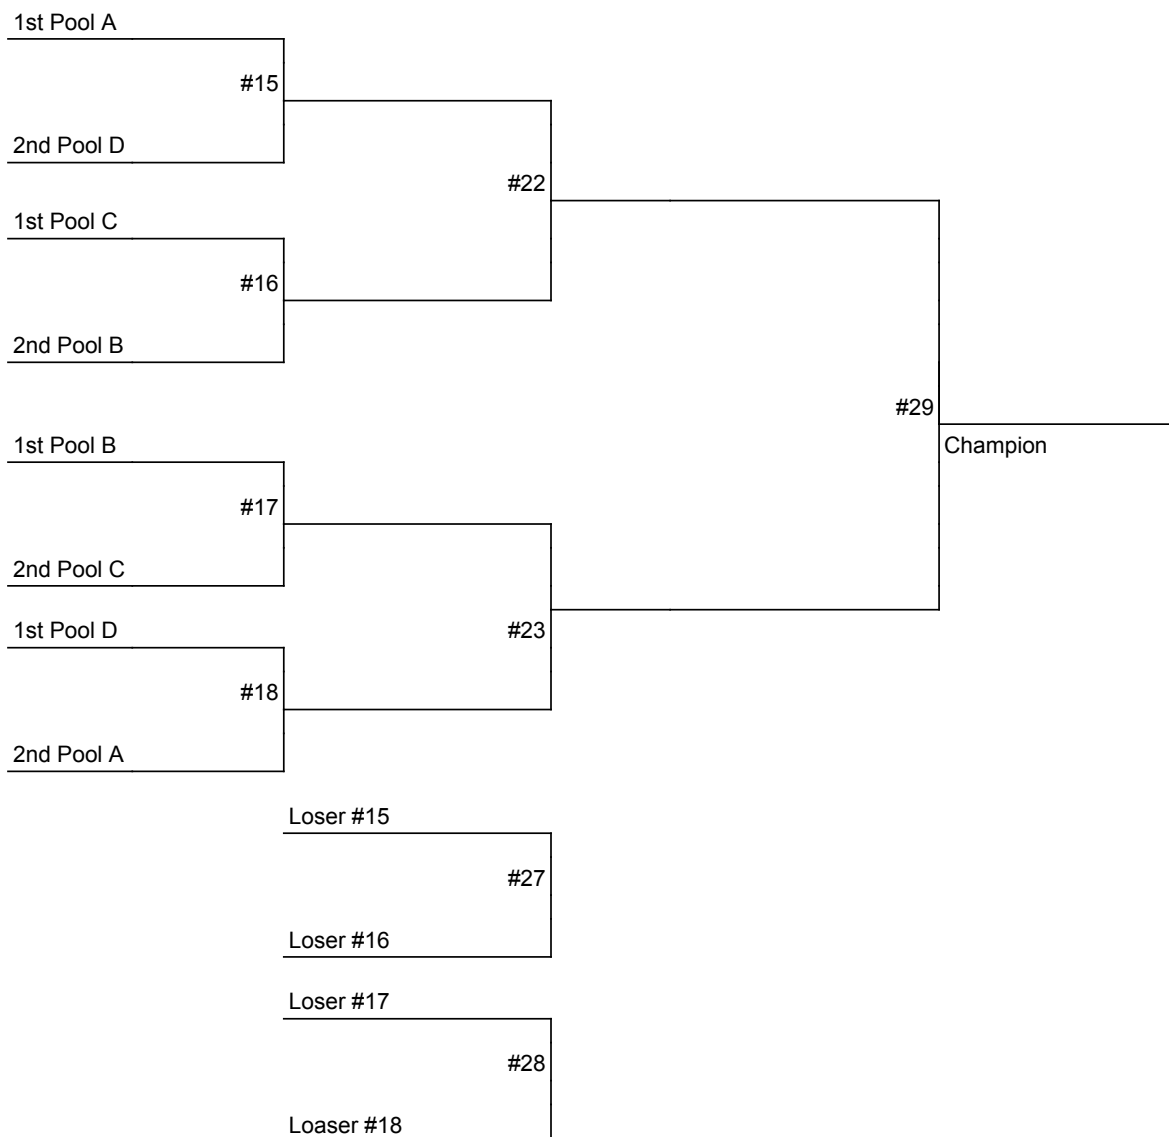 1st Pool A
#15
2nd Pool D
#22
1st Pool C
#16
2nd Pool B
#29
Champion
1st Pool B
#17
2nd Pool C
1st Pool D
#23
#18
2nd Pool A
Loser #15
#27
Loser #16
Loser #17
#28
Loaser #18